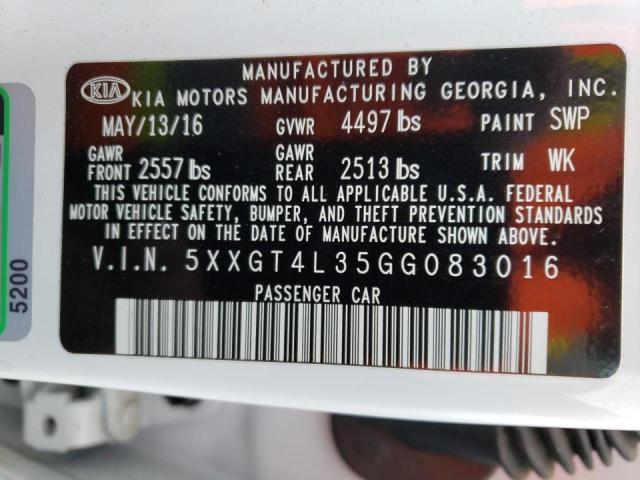 MANUFACTURED BY
KIA KIA MOTORS MANUFACTURING GEORGIA, INC.
MAY/13/16 GVWR 4497 lbs PAINT SWP
GAWR FRONT 2557 lbs GAWR REAR 2513 lbs TRIM WK
THIS VEHICLE CONFORMS TO ALL APPLICABLE U.S.A. FEDERAL
MOTOR VEHICLE SAFETY, BUMPER, AND THEFT PREVENTION STANDARDS
IN EFFECT ON THE DATE OF MANUFACTURE SHOWN ABOVE.
V.I.N. 5XXGT4L35GG083016
PASSENGER CAR
5200